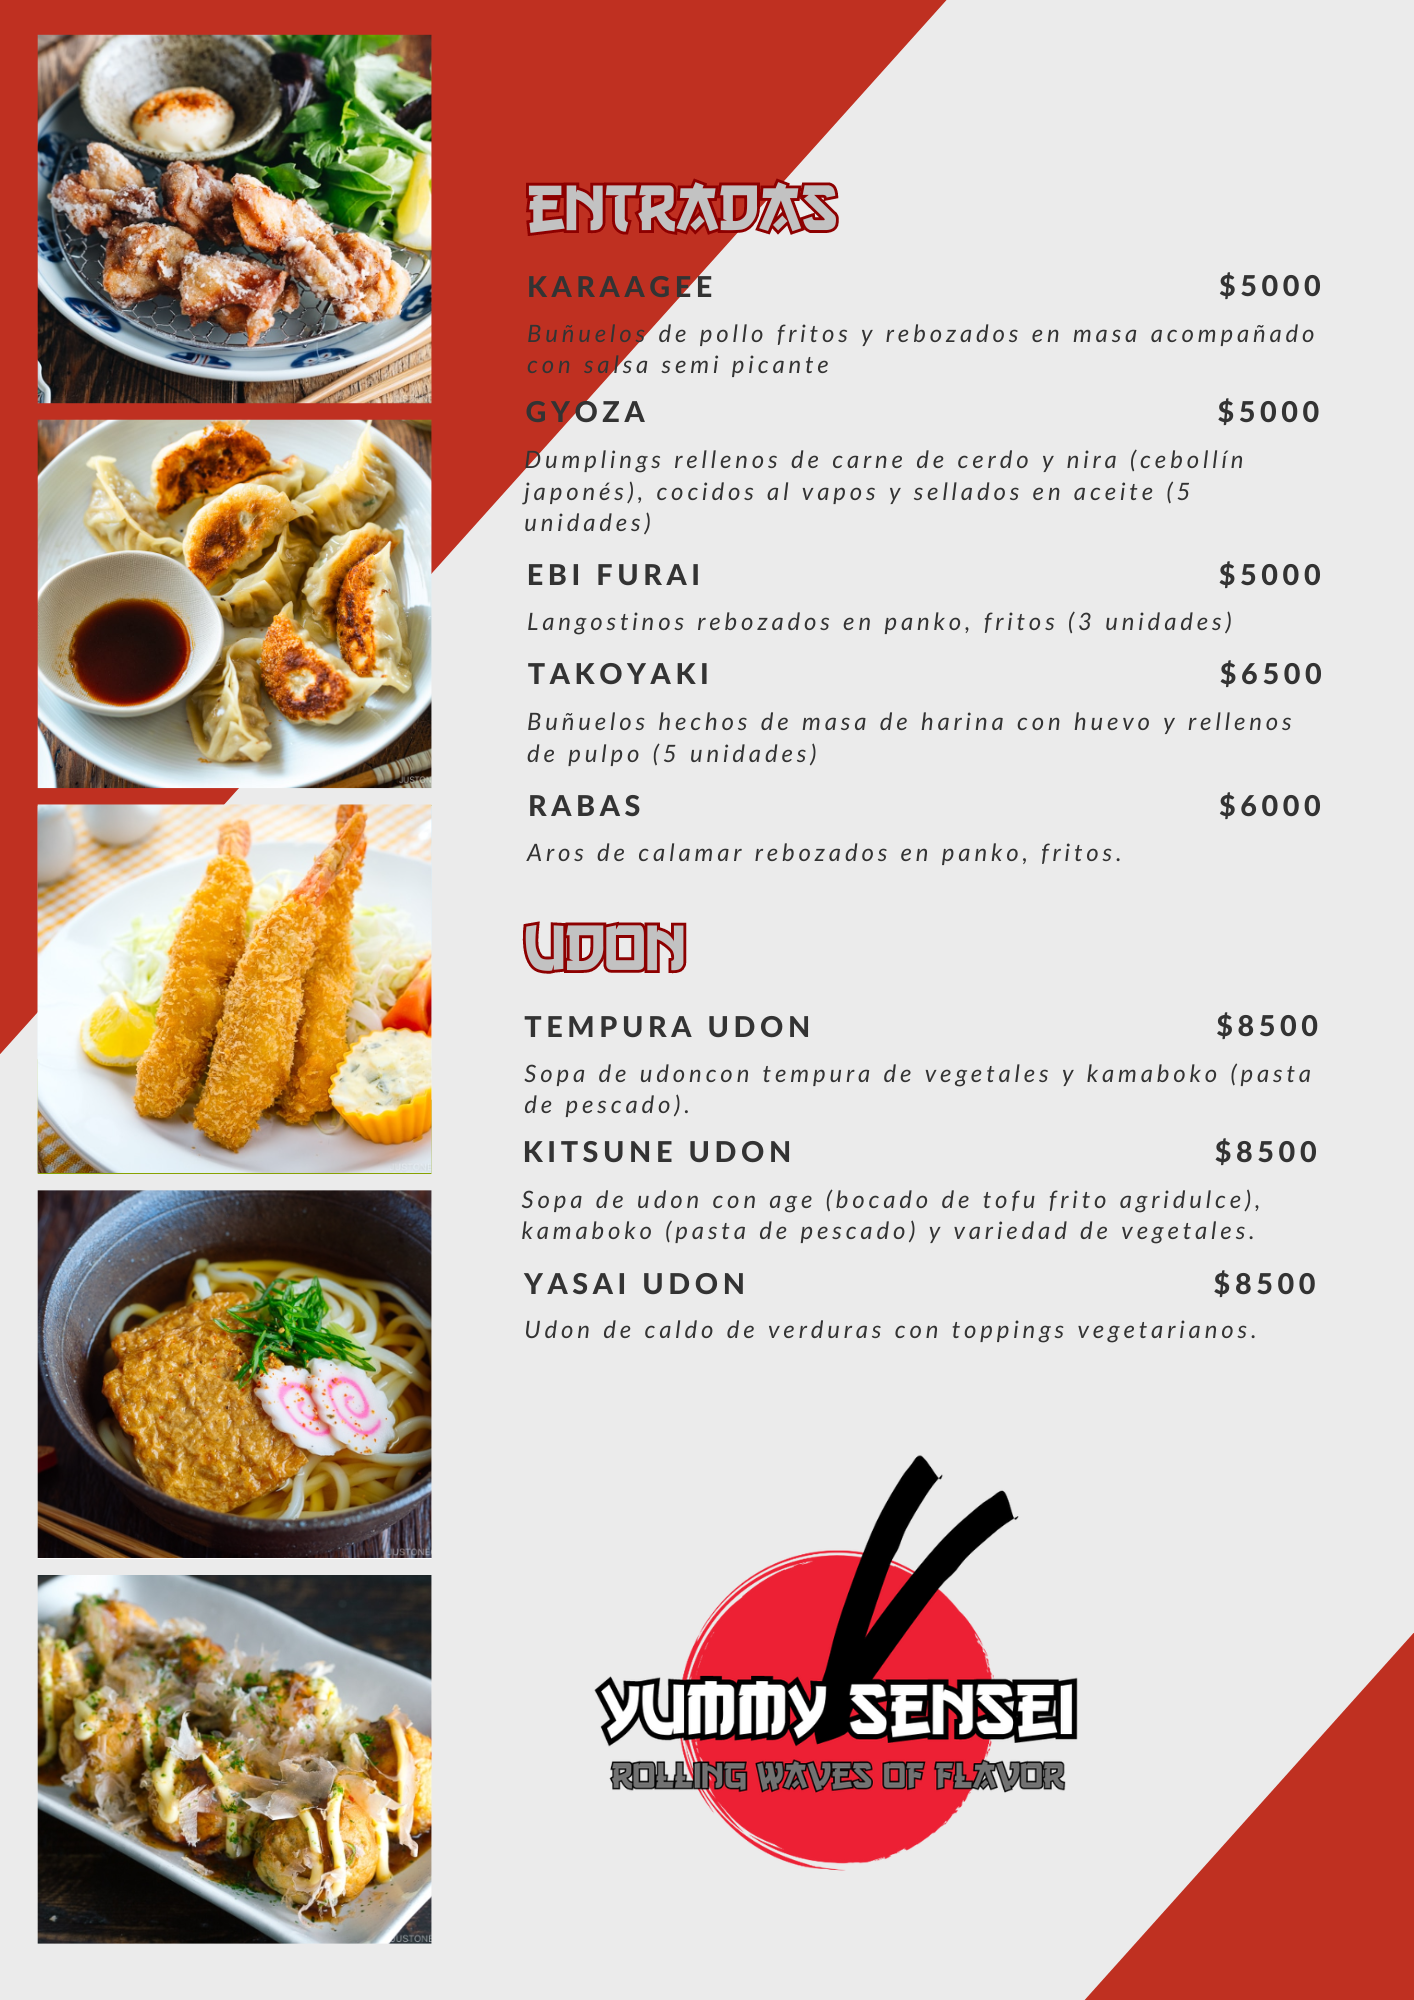 ENTRADAS
KARAAGEE $5000
Buñuelos de pollo fritos y rebozados en masa acompañado
con salsa semi picante
GYOZA $5000
Dumplings rellenos de carne de cerdo y nira (cebollín
japonés), cocidos al vapos y sellados en aceite (5
unidades)
EBI FURAI $5000
Langostinos rebozados en panko, fritos (3 unidades)
TAKOYAKI $6500
Buñuelos hechos de masa de harina con huevo y rellenos
de pulpo (5 unidades)
RABAS $6000
Aros de calamar rebozados en panko, fritos.
UDON
TEMPURA UDON $8500
Sopa de udoncon tempura de vegetales y kamaboko (pasta
de pescado).
KITSUNE UDON $8500
Sopa de udon con age (bocado de tofu frito agridulce),
kamaboko (pasta de pescado) y variedad de vegetales.
YASAI UDON $8500
Udon de caldo de verduras con toppings vegetarianos.
YUMMY SENSEI
ROLLING WAVES OF FLAVOR